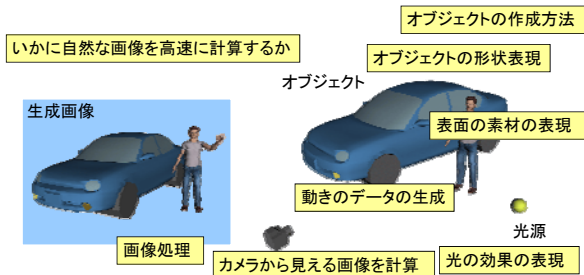 オブジェクトの作成方法
いかに自然な画像を高速に計算するか
オブジェクトの形状表現
オブジェクト
生成画像
表面の素材の表現
動きのデータの生成
光源
画像処理
カメラから見える画像を計算
光の効果の表現